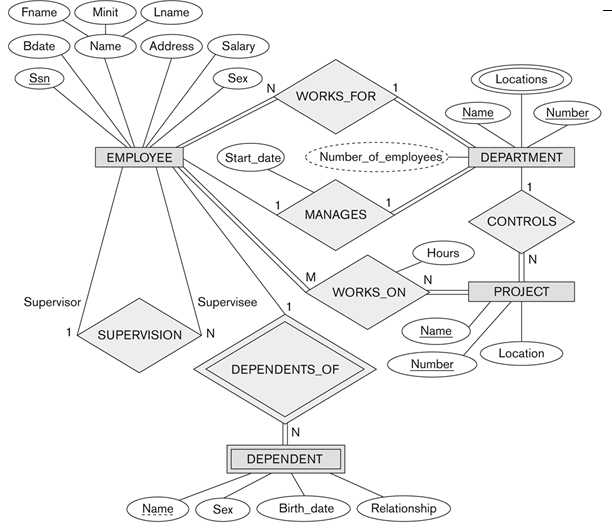 Fname Minit Lname
Bdate Name Address Salary
Ssn Sex
N WORKS_FOR 1
Locations
Name Number
EMPLOYEE Start_date Number_of_employees DEPARTMENT
1 MANAGES 1
1
CONTROLS
N
Hours
M WORKS_ON N PROJECT
Supervisor Supervisee
1 SUPERVISION N
Name
Number Location
1
DEPENDENTS_OF
N
DEPENDENT
Name Sex Birth_date Relationship